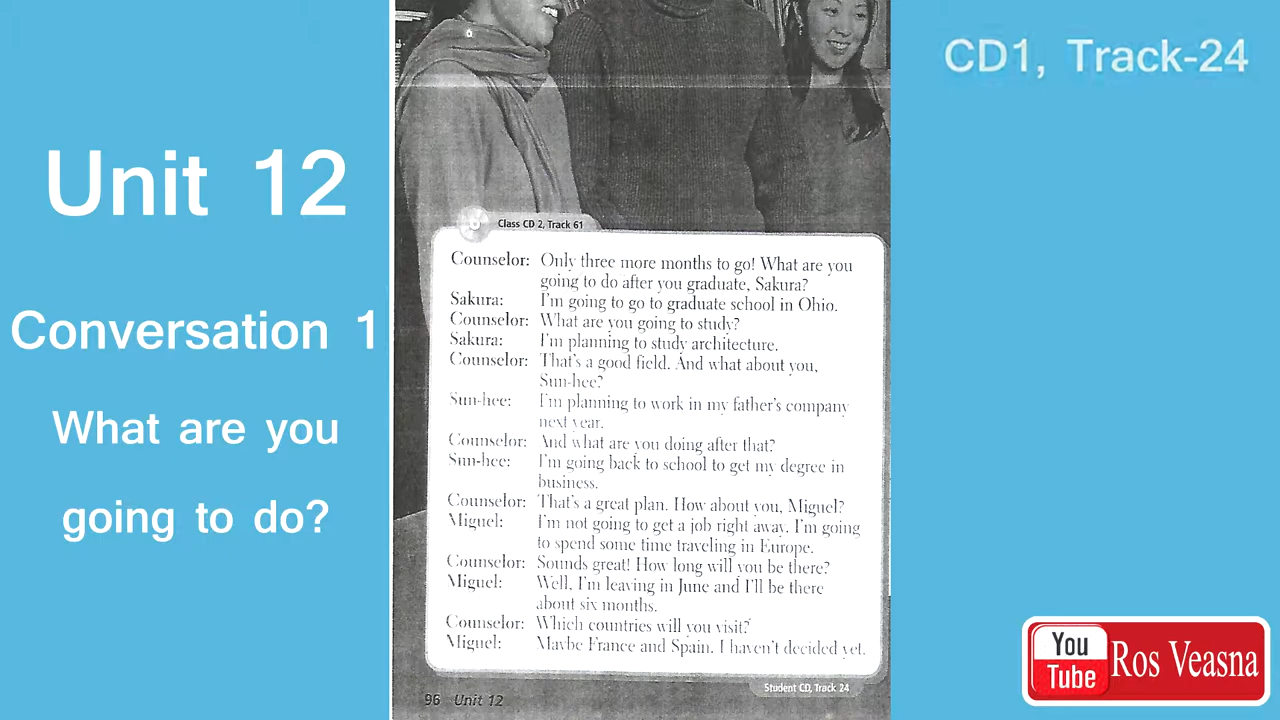 Unit 12
Conversation 1
What are you
going to do?
CD1, Track-24
Class CD 2, Track 61
Counselor: Only three more months to go! What are you
going to do after you graduate, Sakura?
Sakura: I'm going to go to graduate school in Ohio.
Counselor: What are you going to study?
Sakura: I'm planning to study architecture.
Counselor: That's a good field. And what about you,
Sun-hee?
Sun-hee: I'm planning to work in my father's company
next year.
Counselor: And what are you doing after that?
Sun-hee: I'm going back to school to get my degree in
business.
Counselor: That's a great plan. How about you, Miguel?
Miguel: I'm not going to get a job right away. I'm going
to spend some time traveling in Europe.
Counselor: Sounds great! How long will you be there?
Miguel: Well, I'm leaving in June and I'll be there
about six months.
Counselor: Which countries will you visit?
Miguel: Maybe France and Spain. I haven't decided yet.
Student CD, Track 24
96 Unit 12
You
Tube
Ros Veasna